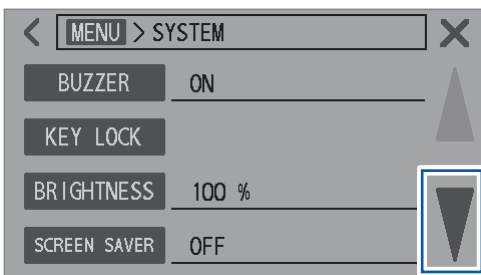 MENU > SYSTEM
BUZZER ON
KEY LOCK
BRIGHTNESS 100 %
SCREEN SAVER OFF